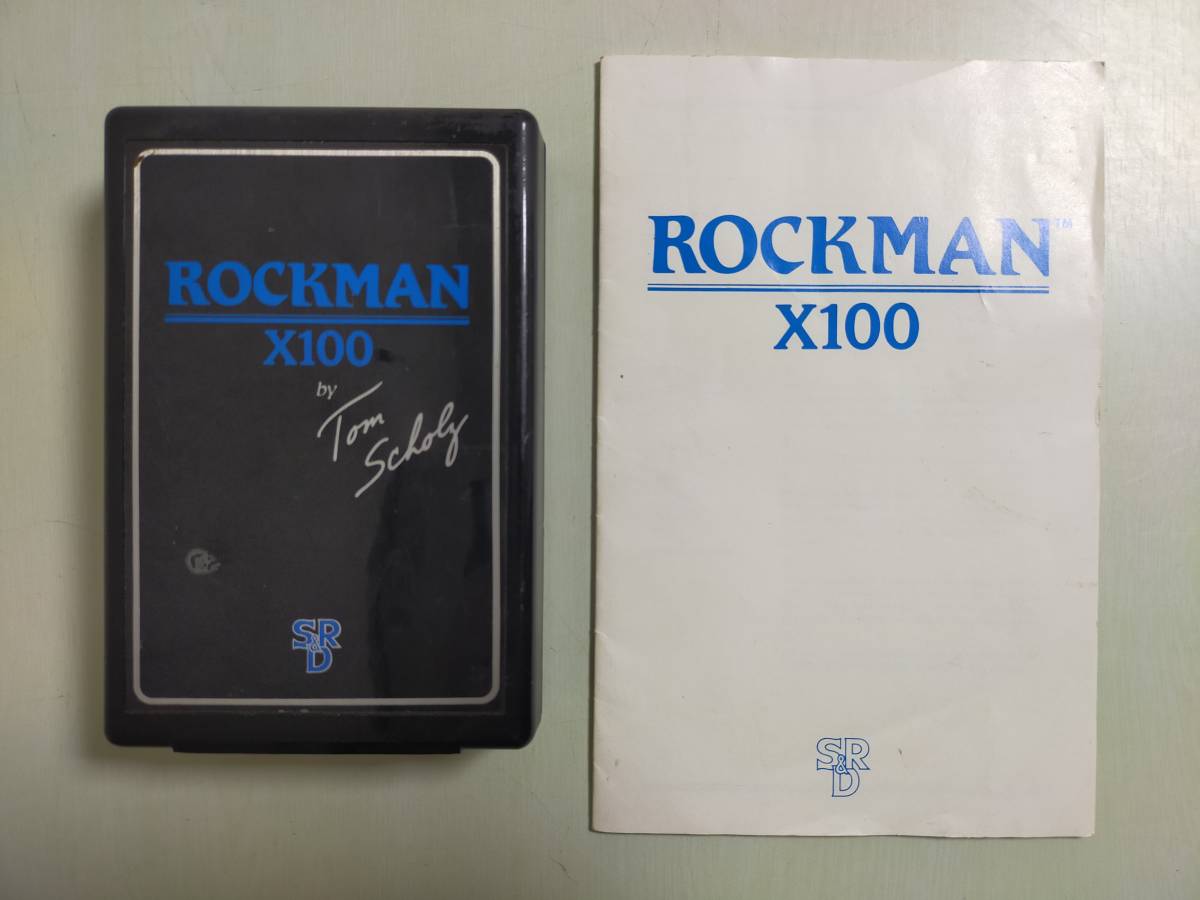 ROCKMAN
X100
by
Tom
Scholz
S&R
D
ROCKMAN™
X100
S&R
D